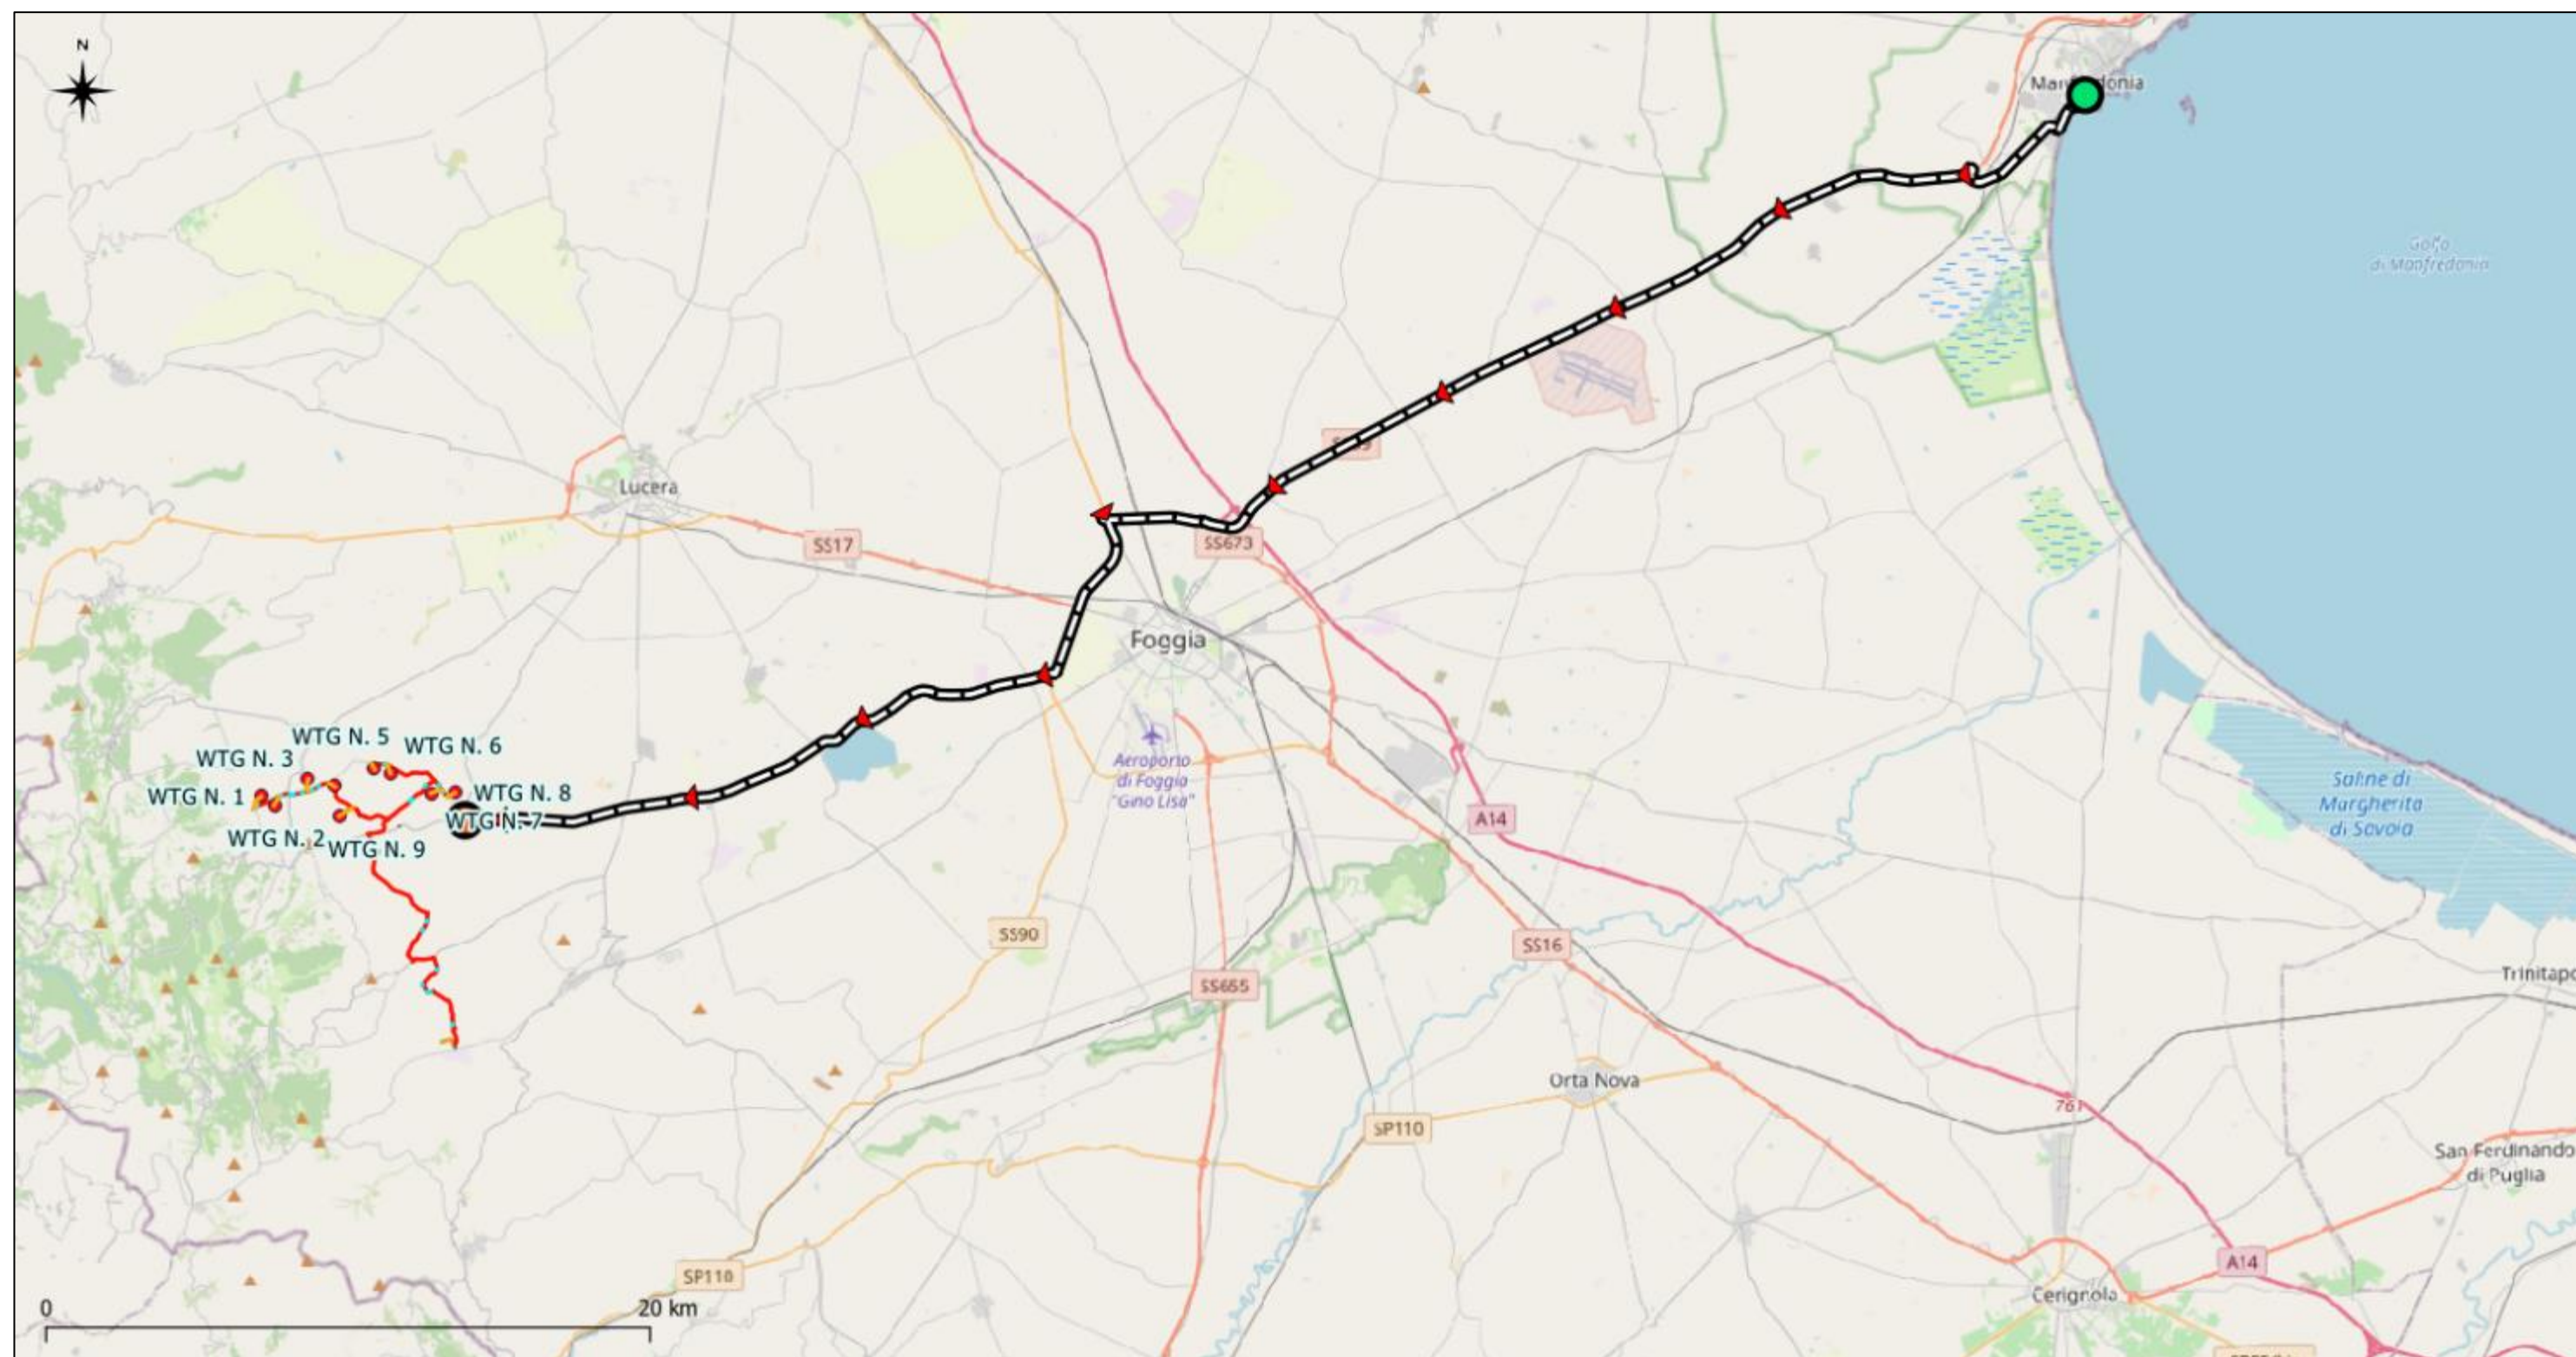 N
Manfredonia
Golfo
di Manfredonia
Lucera
SS17
SS673
Foggia
WTG N. 5
WTG N. 6
WTG N. 3
WTG N. 1
WTG N. 8
WTG N. 7
WTG N. 2
WTG N. 9
Aeroporto
di Foggia
"Gino Lisa"
Saline di
Margherita
di Savoia
A14
SS90
SS16
SS655
Trinitapo
Orta Nova
761
SP110
San Ferdinando
di Puglia
A14
SP110
Cerignola
0
20 km